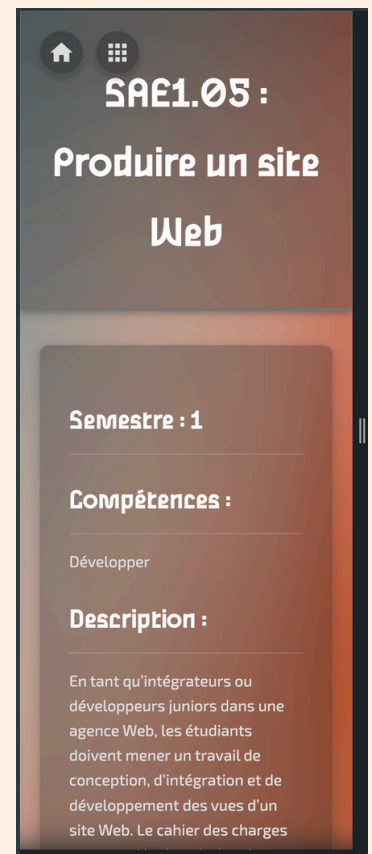 SAE1.05 :
Produire un site
Web
Semestre : 1
Compétences :
Développer
Description :
En tant qu'intégrateurs ou
développeurs juniors dans une
agence Web, les étudiants
doivent mener un travail de
conception, d'intégration et de
développement des vues d'un
site Web. Le cahier des charges